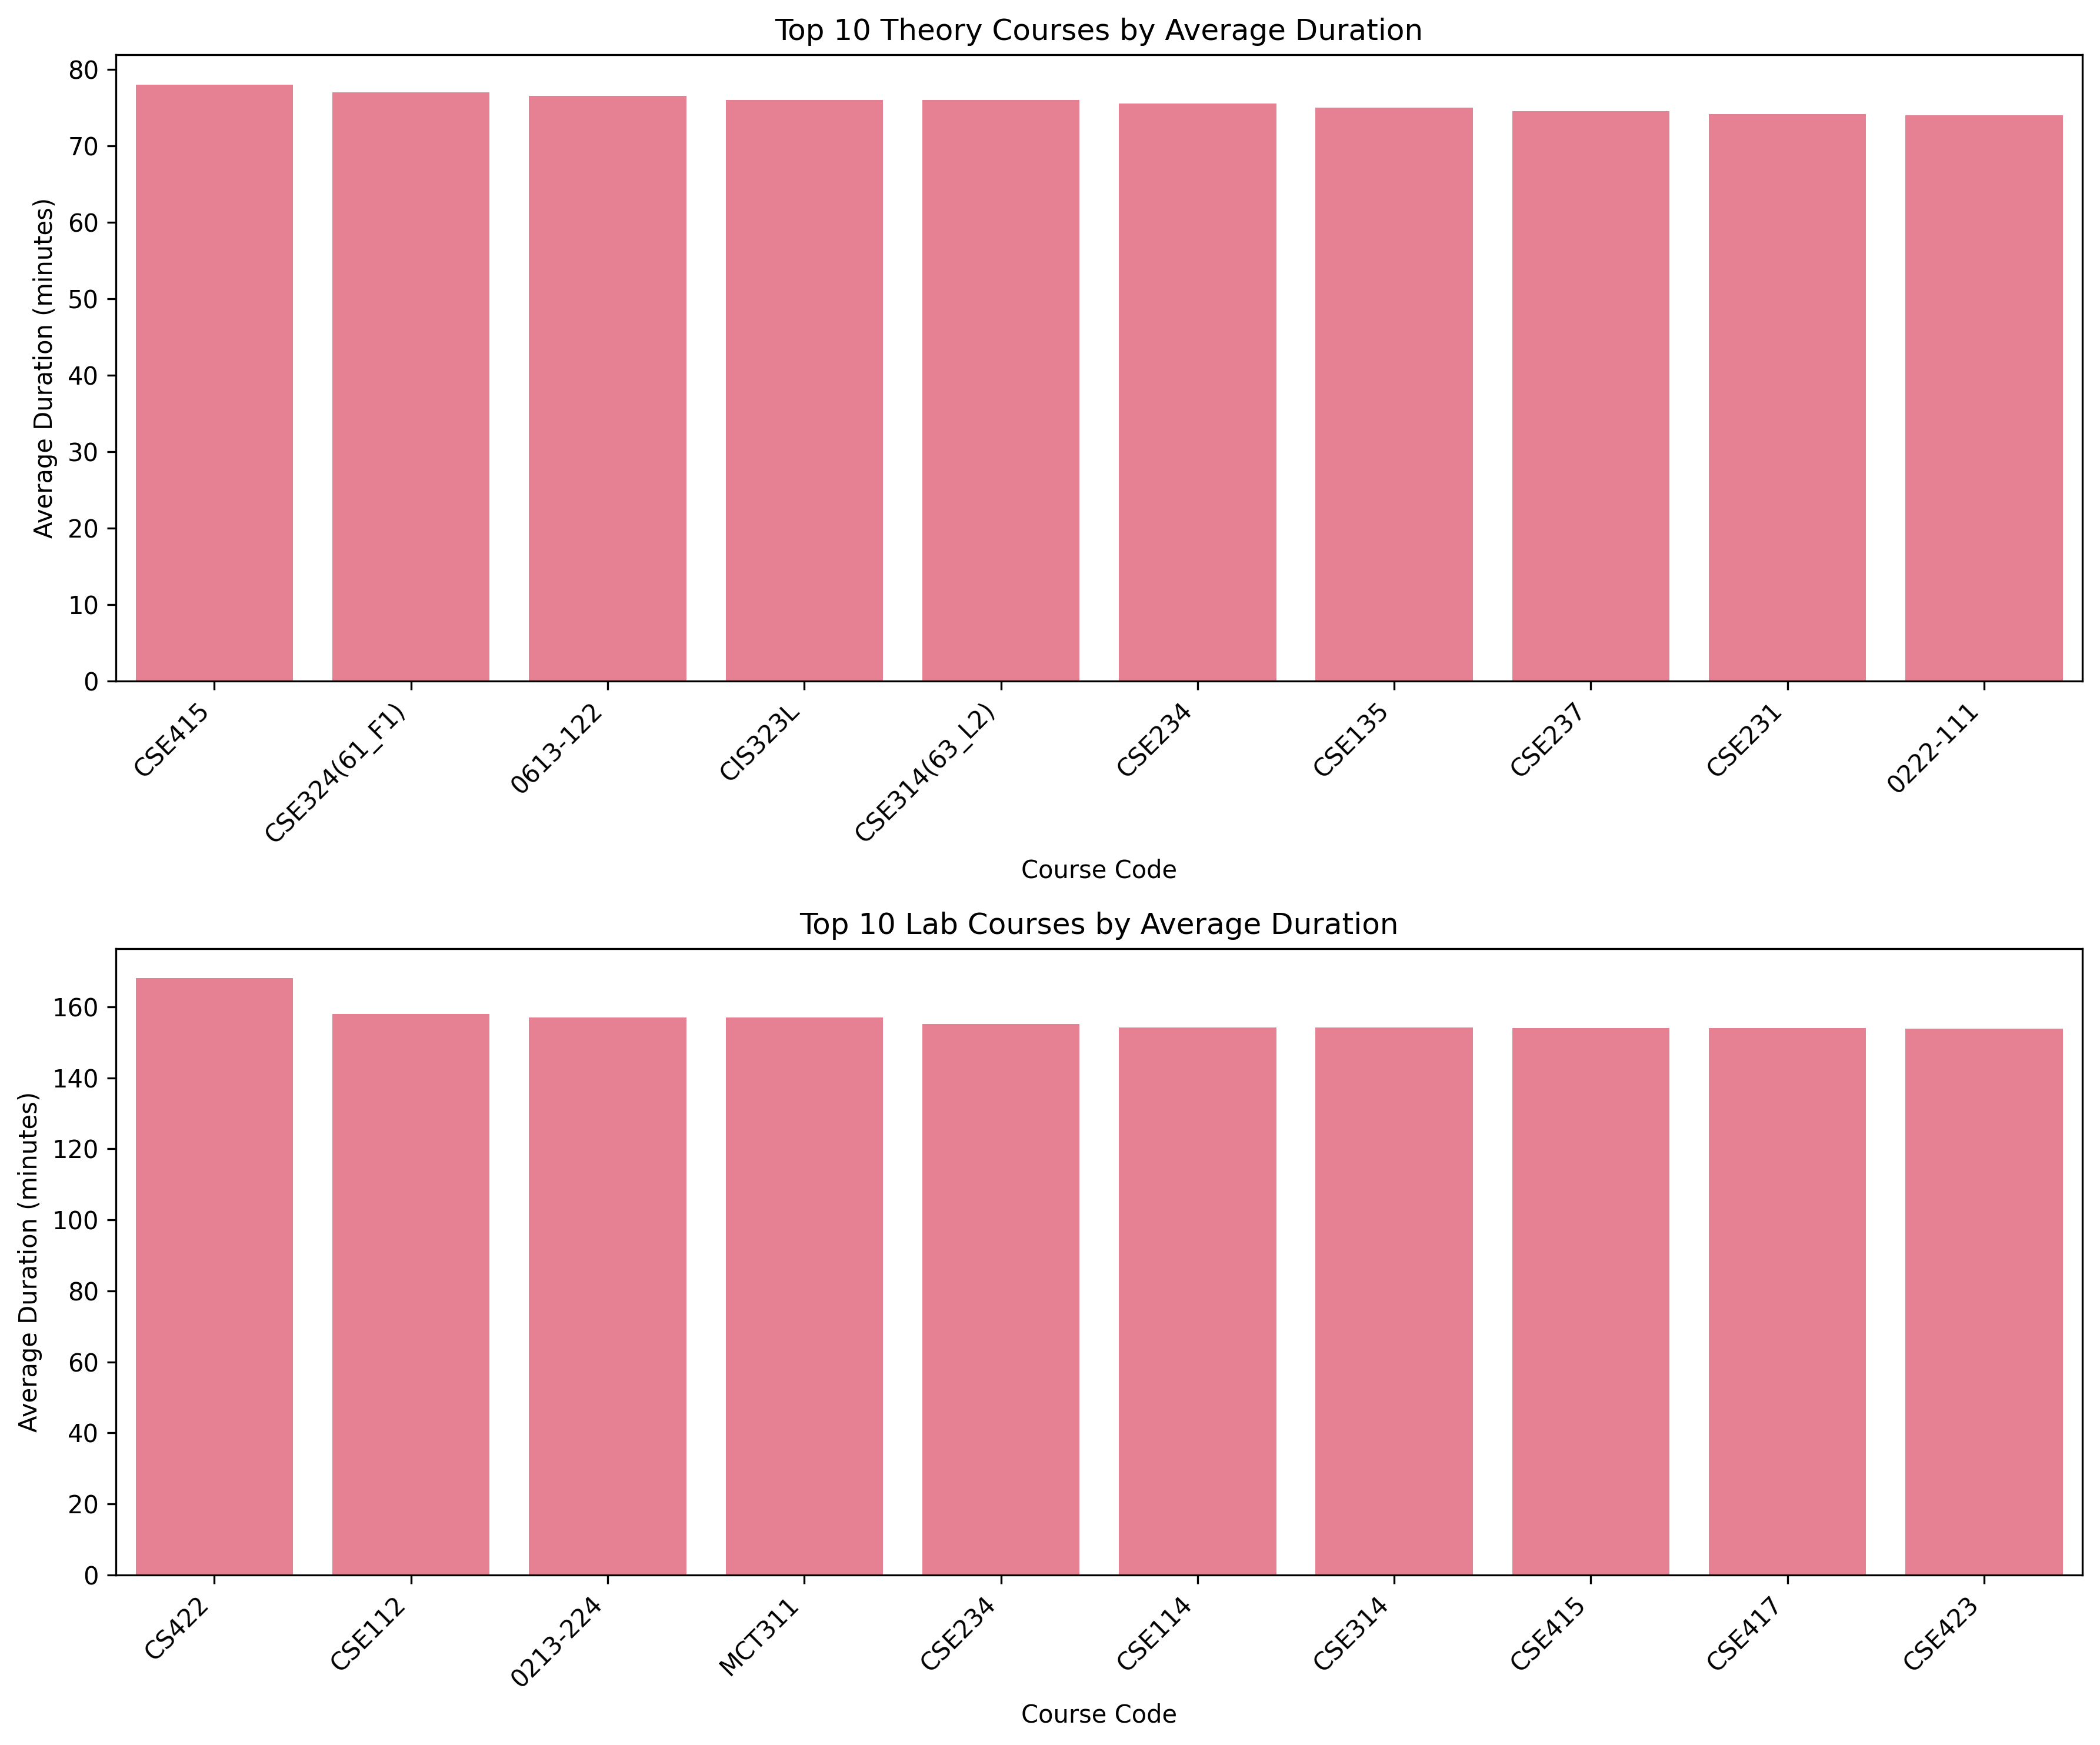 Top 10 Theory Courses by Average Duration
80
70
60
50
40
30
20
10
0
Average Duration (minutes)
CSE415
CSE324(61_F1)
0613-122
CIS323L
CSE314(63_L2)
CSE234
CSE135
CSE237
CSE231
0222-111
Course Code
Top 10 Lab Courses by Average Duration
160
140
120
100
80
60
40
20
0
Average Duration (minutes)
CS422
CSE112
0213-224
MCT311
CSE234
CSE114
CSE314
CSE415
CSE417
CSE423
Course Code